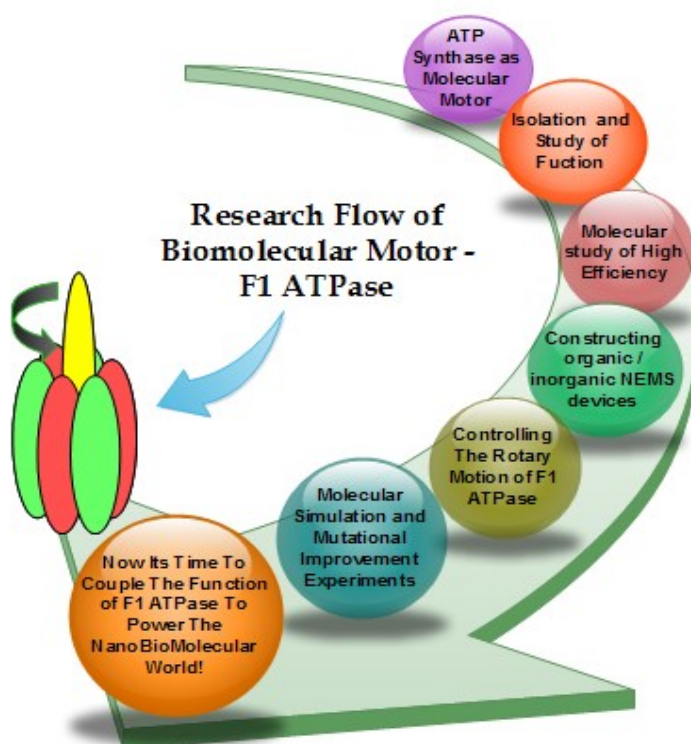 ATP
Synthase as
Molecular
Motor
Isolation and
Study of
Fuction
Research Flow of
Biomolecular Motor -
F1 ATPase
Molecular
study of High
Efficiency
Constructing
organic /
inorganic NEMS
devices
Controlling
The Rotary
Motion of F1
ATPase
Molecular
Simulation and
Mutational
Improvement
Experiments
Now Its Time To
Couple The Function
of F1 ATPase To
Power The
NanoBioMolecular
World!